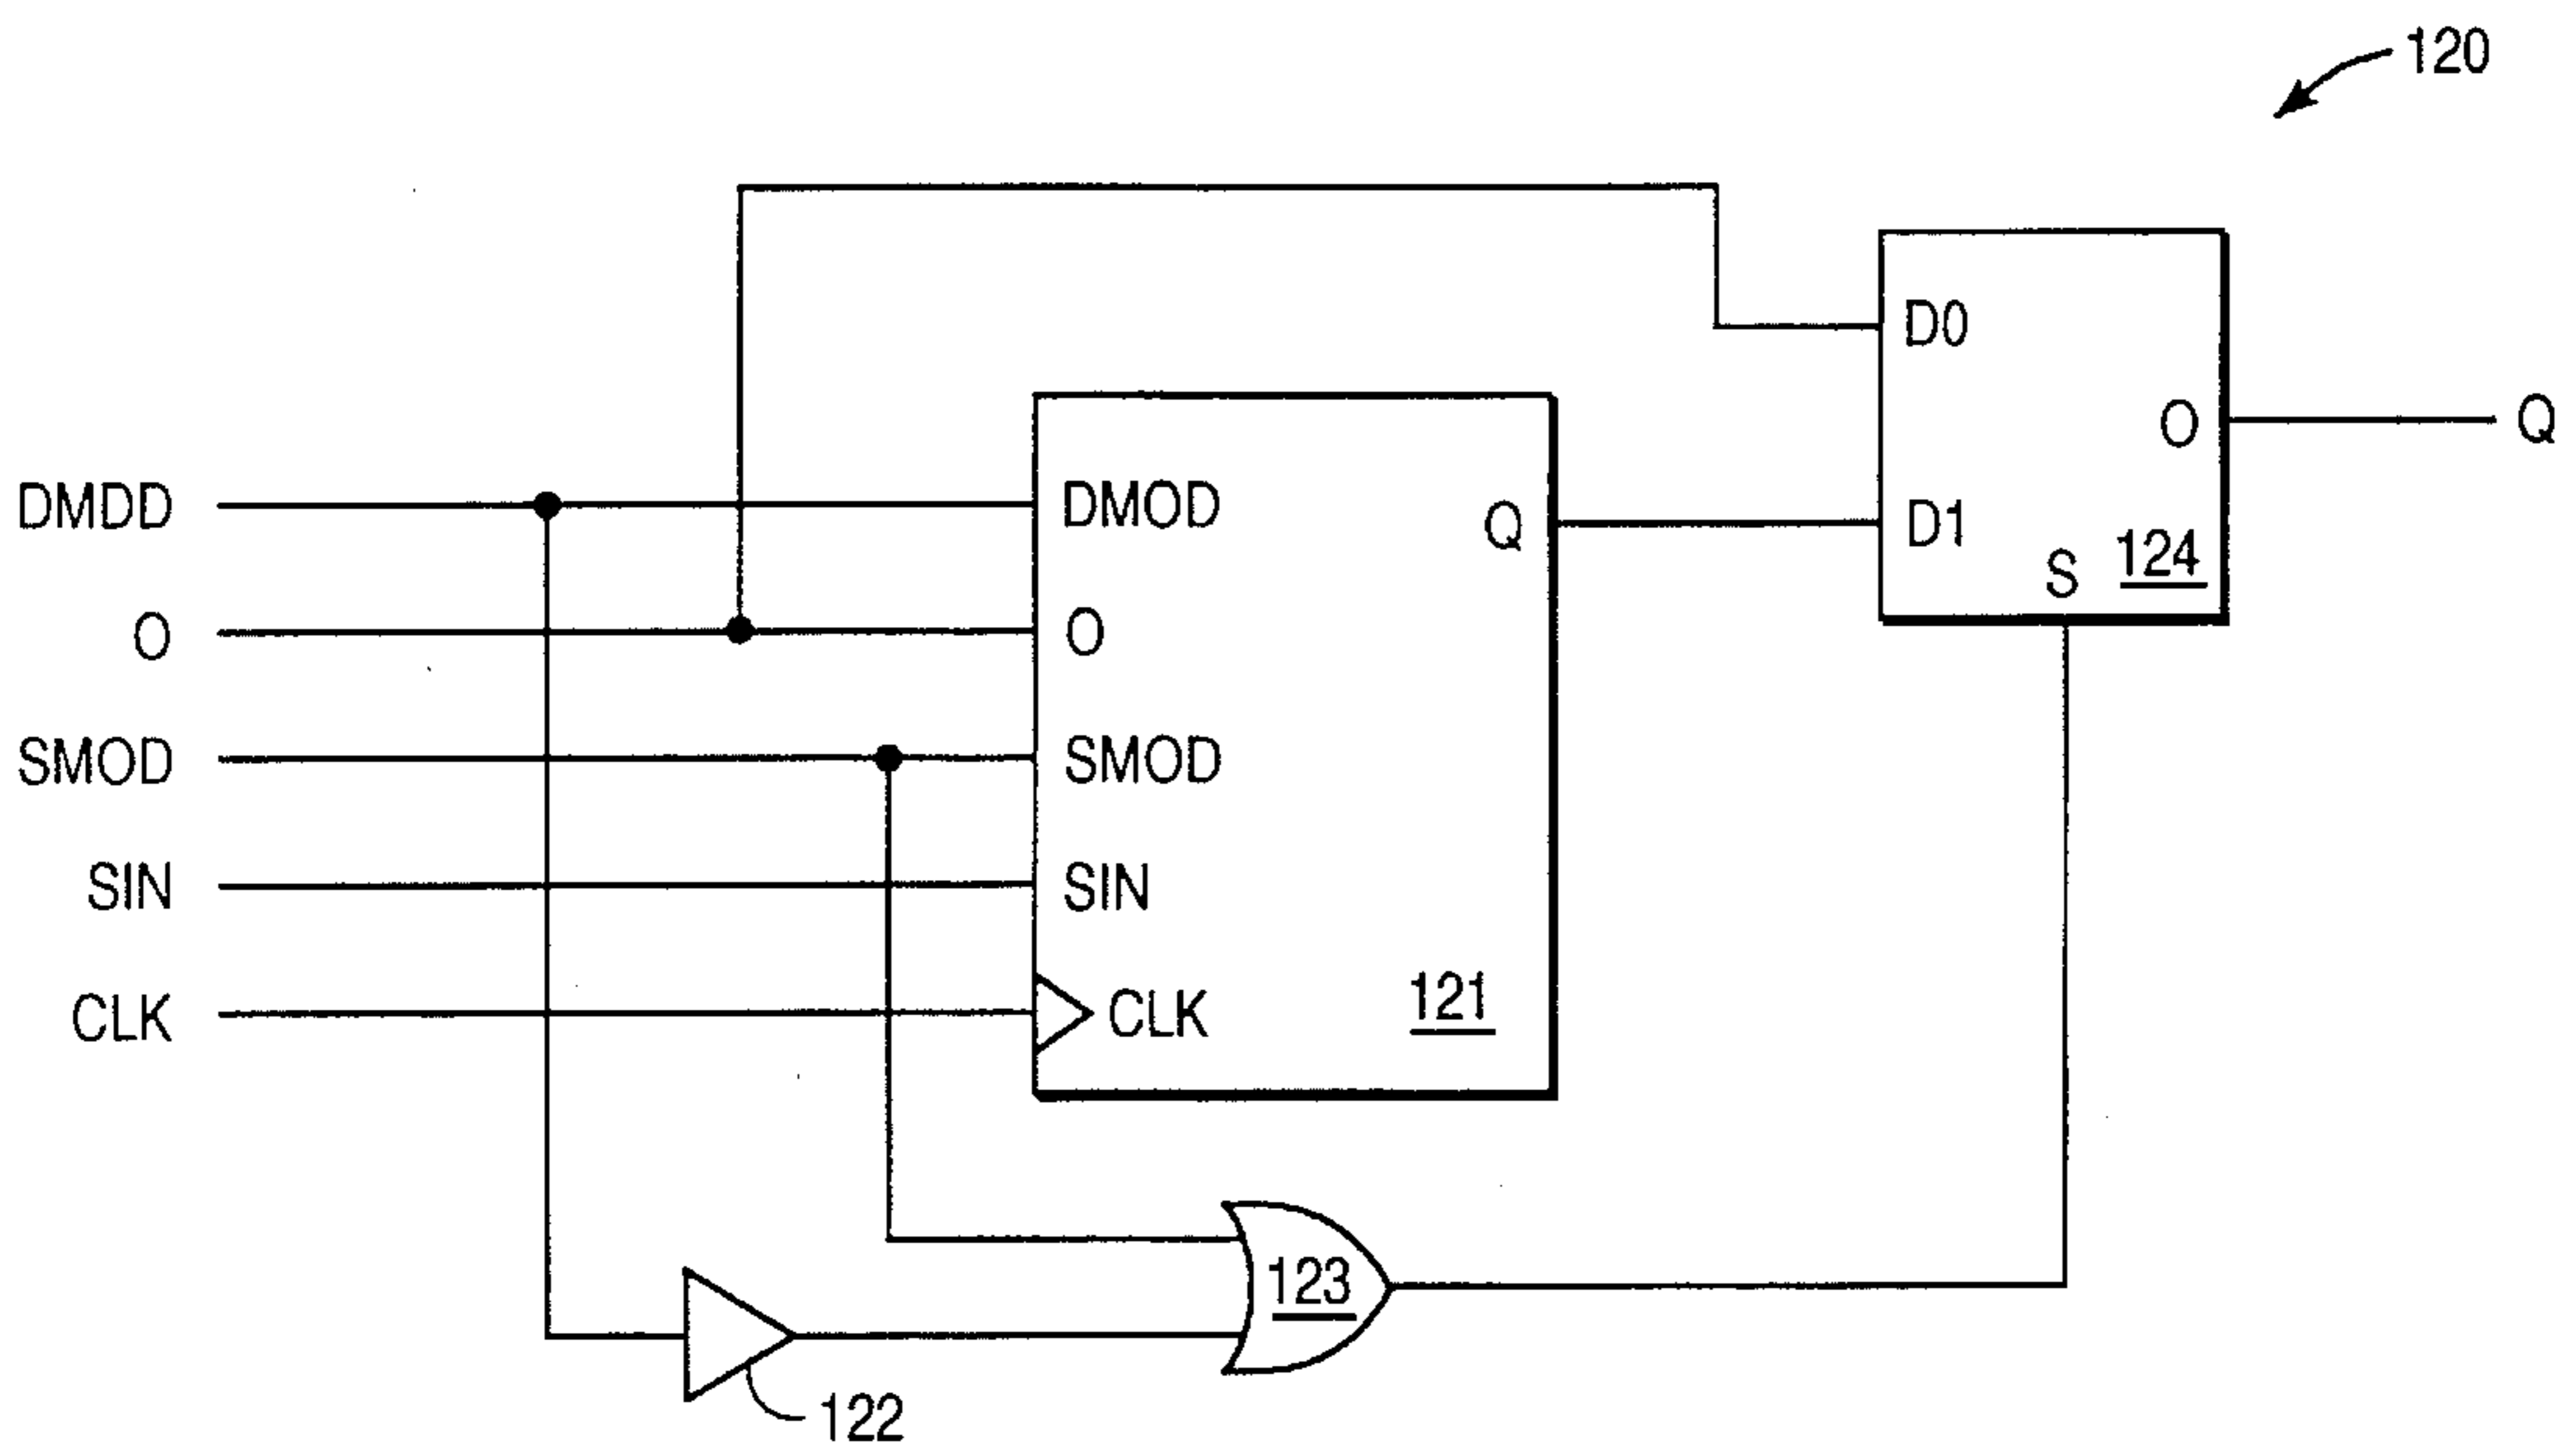 120
D0
O
Q
D1
S
124
DMDD
DMOD
Q
O
O
SMOD
SMOD
SIN
SIN
CLK
CLK
121
123
122